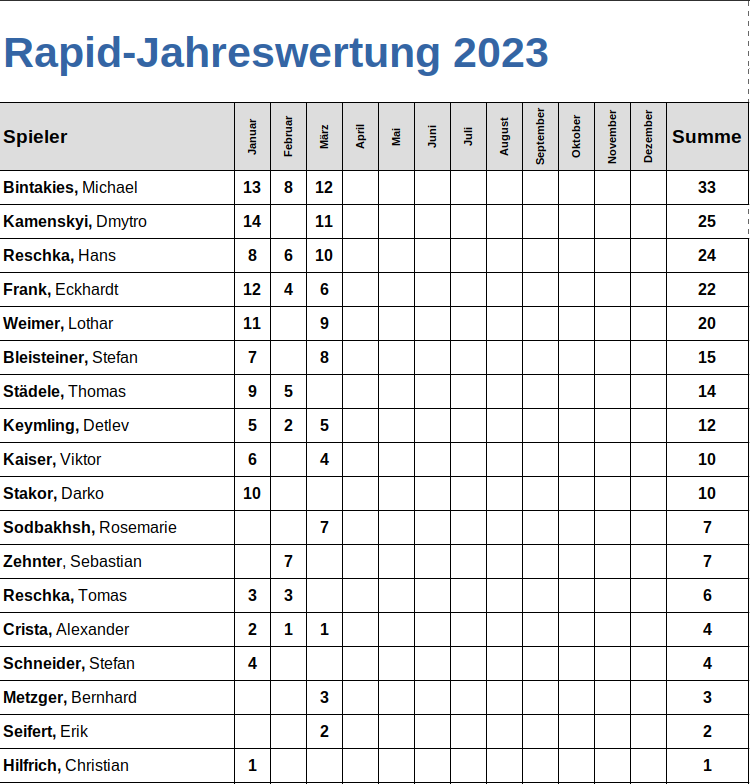 Rapid-Jahreswertung 2023
Spieler Januar Februar März April Mai Juni Juli August September Oktober November Dezember Summe
Bintakies, Michael 13 8 12 33
Kamenskyi, Dmytro 14 11 25
Reschka, Hans 8 6 10 24
Frank, Eckhardt 12 4 6 22
Weimer, Lothar 11 9 20
Bleisteiner, Stefan 7 8 15
Städele, Thomas 9 5 14
Keymling, Detlev 5 2 5 12
Kaiser, Viktor 6 4 10
Stakor, Darko 10 10
Sodbakhsh, Rosemarie 7 7
Zehnter, Sebastian 7 7
Reschka, Tomas 3 3 6
Crista, Alexander 2 1 1 4
Schneider, Stefan 4 4
Metzger, Bernhard 3 3
Seifert, Erik 2 2
Hilfrich, Christian 1 1